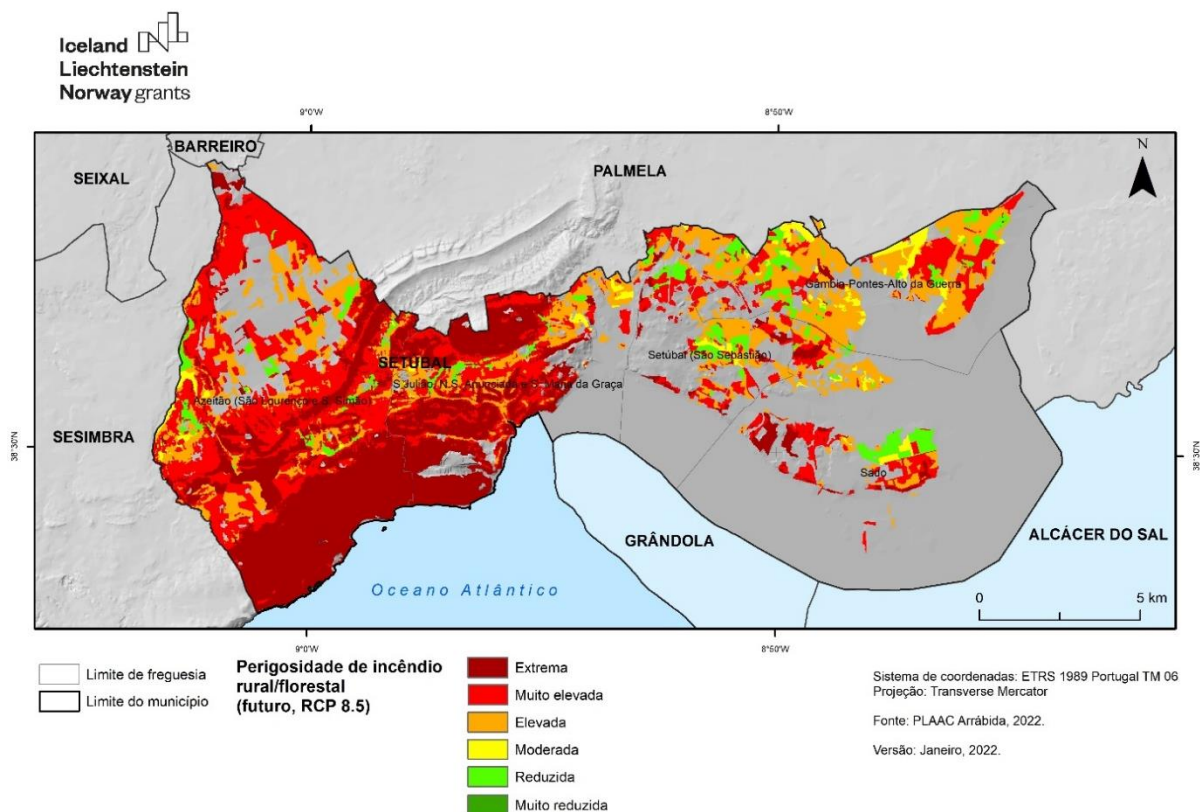 Iceland
Liechtenstein
Norway grants
9°0'W
8°50'W
BARREIRO
SEIXAL
PALMELA
N
Gâmbia-Pontes-Alto da Guerra
SETÚBAL
Setúbal (São Sebastião)
S. Julião, N.S. Anunciada e S. Maria da Graça
Azeitão (São Lourenço e S. Simão)
SESIMBRA
38°30'N
38°30'N
Sado
GRÂNDOLA
ALCÁCER DO SAL
Oceano Atlântico
0
5 km
9°0'W
8°50'W
Limite de freguesia
Limite do município
Perigosidade de incêndio
rural/florestal
(futuro, RCP 8.5)
Extrema
Muito elevada
Elevada
Moderada
Reduzida
Muito reduzida
Sistema de coordenadas: ETRS 1989 Portugal TM 06
Projeção: Transverse Mercator
Fonte: PLAAC Arrábida, 2022.
Versão: Janeiro, 2022.